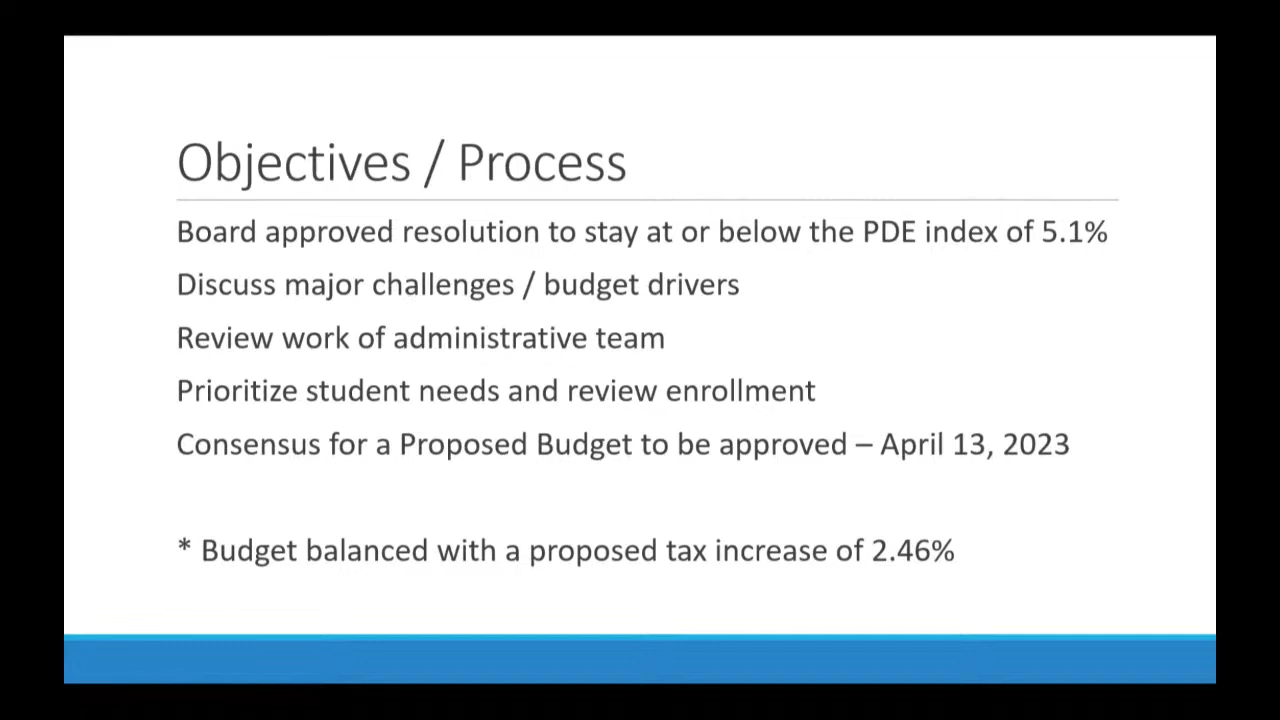 Objectives / Process
Board approved resolution to stay at or below the PDE index of 5.1%
Discuss major challenges / budget drivers
Review work of administrative team
Prioritize student needs and review enrollment
Consensus for a Proposed Budget to be approved – April 13, 2023
* Budget balanced with a proposed tax increase of 2.46%